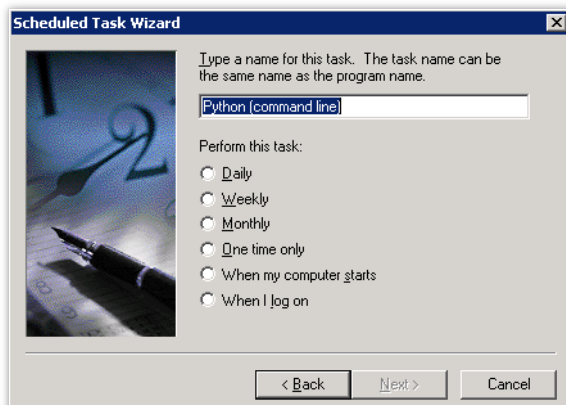 Scheduled Task Wizard
Type a name for this task. The task name can be
the same name as the program name.
Python (command line)
Perform this task:
Daily
Weekly
Monthly
One time only
When my computer starts
When I log on
< Back
Next >
Cancel